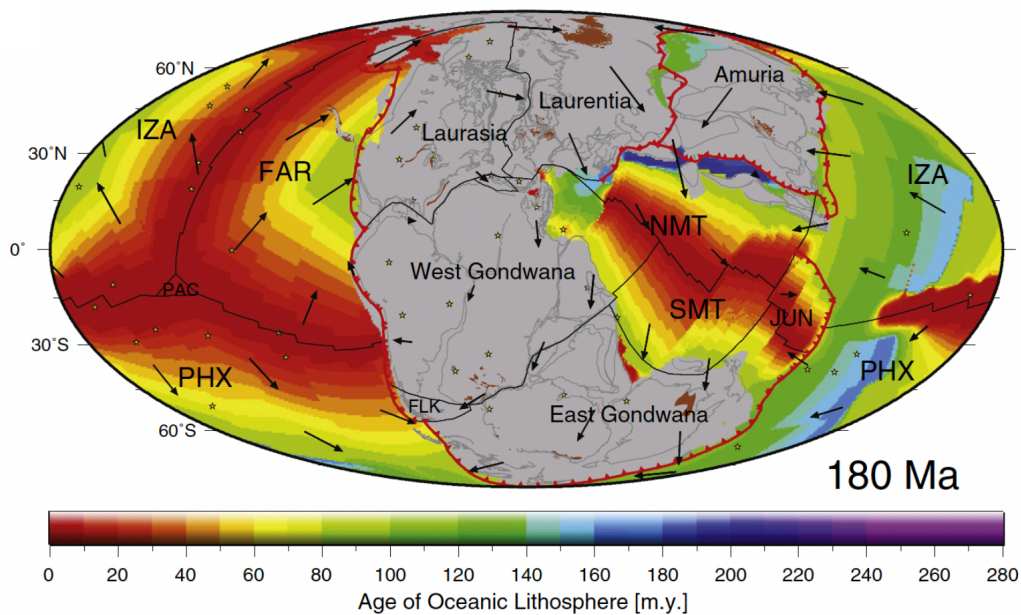 60°N
Amuria
Laurentia
IZA
Laurasia
30°N
FAR
IZA
NMT
0°
West Gondwana
PAC
SMT
JUN
30°S
PHX
PHX
FLK
East Gondwana
60°S
180 Ma
0 20 40 60 80 100 120 140 160 180 200 220 240 260 280
Age of Oceanic Lithosphere [m.y.]